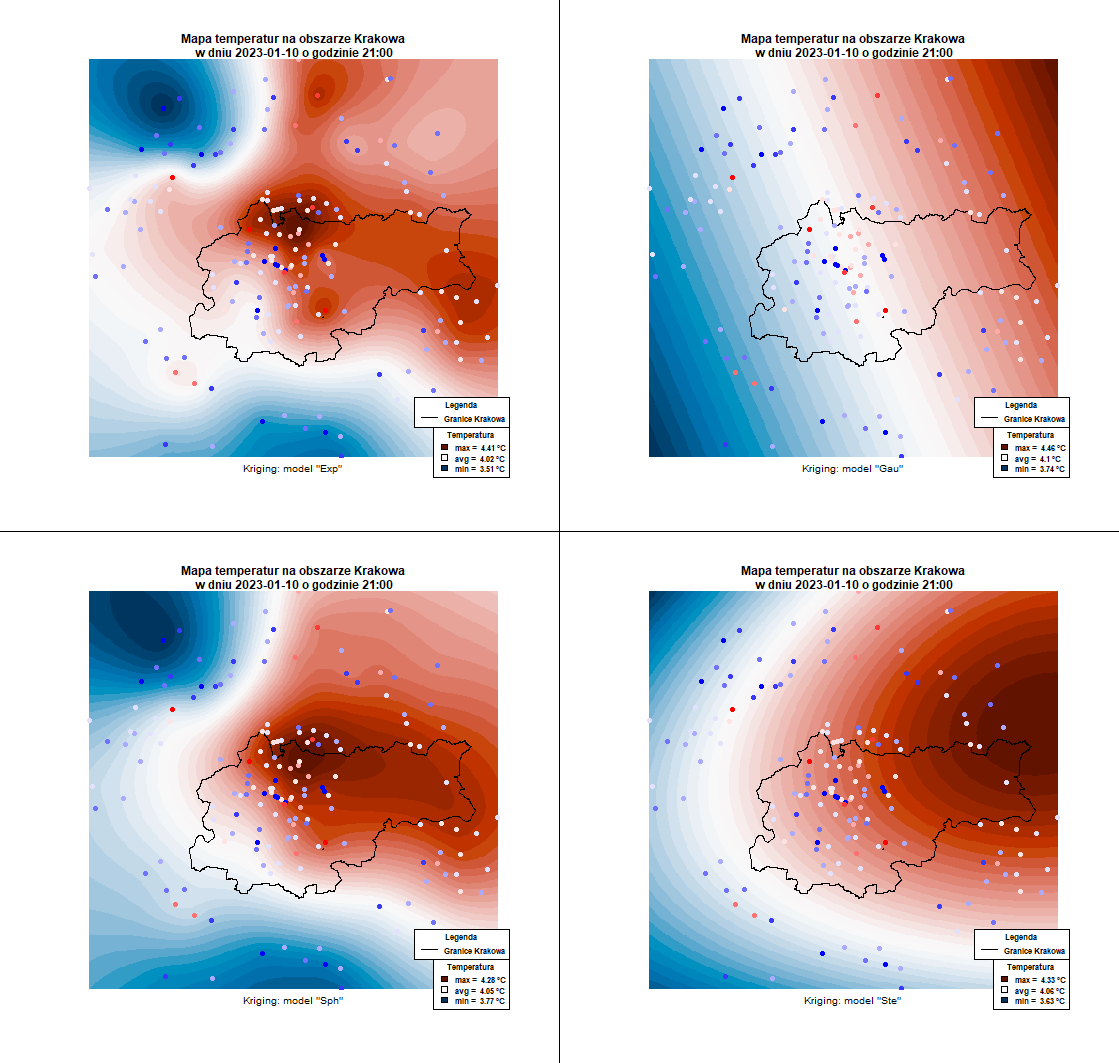 Mapa temperatur na obszarze Krakowa
w dniu 2023-01-10 o godzinie 21:00
Legenda
Granice Krakowa
Temperatura
max = 4.41 °C
avg = 4.02 °C
min = 3.51 °C
Kriging: model "Exp"
Mapa temperatur na obszarze Krakowa
w dniu 2023-01-10 o godzinie 21:00
Legenda
Granice Krakowa
Temperatura
max = 4.46 °C
avg = 4.1 °C
min = 3.74 °C
Kriging: model "Gau"
Mapa temperatur na obszarze Krakowa
w dniu 2023-01-10 o godzinie 21:00
Legenda
Granice Krakowa
Temperatura
max = 4.28 °C
avg = 4.05 °C
min = 3.77 °C
Kriging: model "Sph"
Mapa temperatur na obszarze Krakowa
w dniu 2023-01-10 o godzinie 21:00
Legenda
Granice Krakowa
Temperatura
max = 4.33 °C
avg = 4.06 °C
min = 3.63 °C
Kriging: model "Ste"